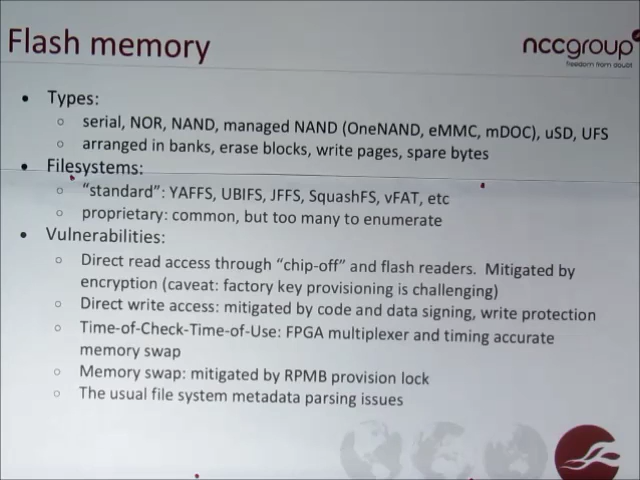 Flash memory
nccgroup
freedom from doubt
• Types:
○ serial, NOR, NAND, managed NAND (OneNAND, eMMC, mDOC), uSD, UFS
○ arranged in banks, erase blocks, write pages, spare bytes
• Filesystems:
○ “standard”: YAFFS, UBIFS, JFFS, SquashFS, vFAT, etc
○ proprietary: common, but too many to enumerate
• Vulnerabilities:
○ Direct read access through “chip-off” and flash readers. Mitigated by
encryption (caveat: factory key provisioning is challenging)
○ Direct write access: mitigated by code and data signing, write protection
○ Time-of-Check-Time-of-Use: FPGA multiplexer and timing accurate
memory swap
○ Memory swap: mitigated by RPMB provision lock
○ The usual file system metadata parsing issues